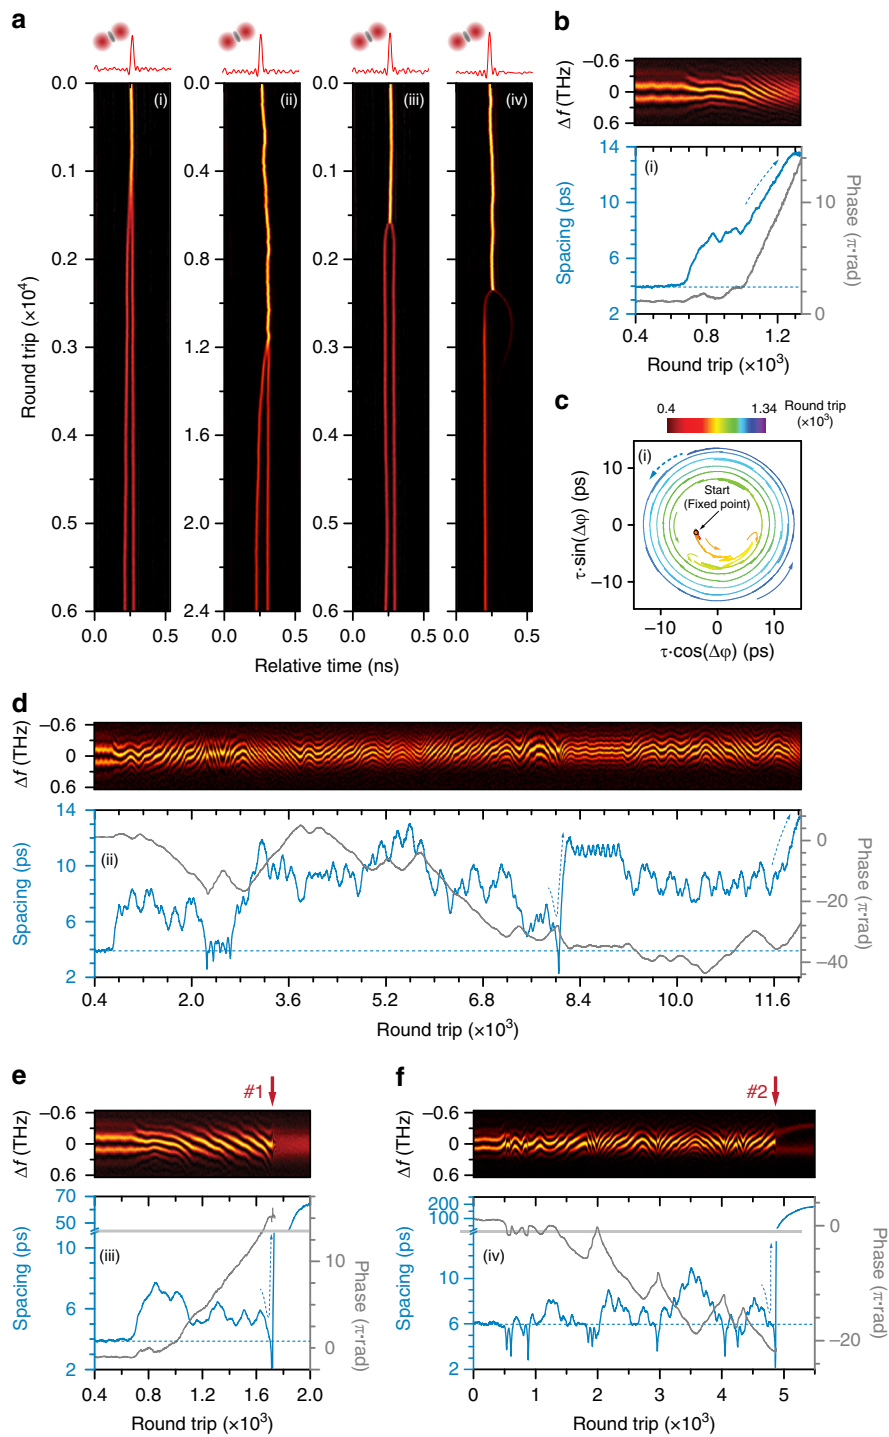 a
(i) (ii) (iii) (iv)
0.0 0.1 0.2 0.3 0.4 0.5 0.6
Round trip (×10⁴)
0.0 0.4 0.8 1.2 1.6 2.0 2.4
0.0 0.1 0.2 0.3 0.4 0.5 0.6
0.0 0.1 0.2 0.3 0.4 0.5 0.6
0.0 0.5 0.0 0.5 0.0 0.5 0.0 0.5
Relative time (ns)
b
−0.6
0
0.6
Δf (THz)
(i)
14
10
6
2
Spacing (ps)
10
0
Phase (π·rad)
0.4 0.8 1.2
Round trip (×10³)
c
0.4 1.34 Round trip
(×10³)
(i)
Start
(Fixed point)
10
0
−10
τ·sin(Δφ) (ps)
−10 0 10
τ·cos(Δφ) (ps)
d
−0.6
0
0.6
Δf (THz)
(ii)
14
10
6
2
Spacing (ps)
0
−20
−40
Phase (π·rad)
0.4 2.0 3.6 5.2 6.8 8.4 10.0 11.6
Round trip (×10³)
e
#1
−0.6
0
0.6
Δf (THz)
(iii)
70
50
10
6
2
Spacing (ps)
10
0
Phase (π·rad)
0.4 0.8 1.2 1.6 2.0
Round trip (×10³)
f
#2
−0.6
0
0.6
Δf (THz)
(iv)
200
100
10
6
2
Spacing (ps)
0
−20
Phase (π·rad)
0 1 2 3 4 5
Round trip (×10³)